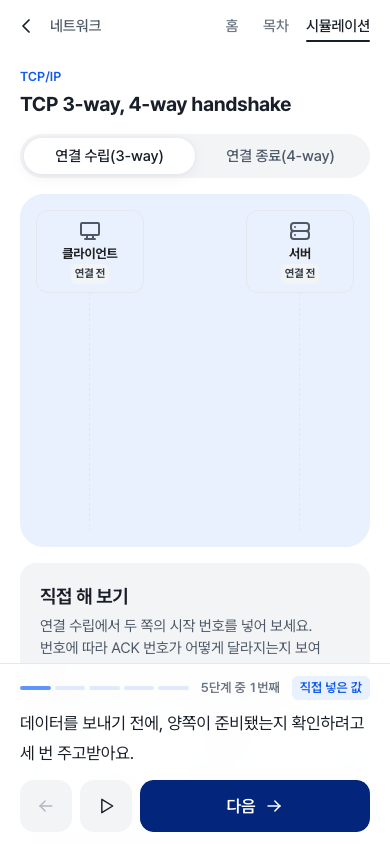 네트워크
홈
목차
시뮬레이션
TCP/IP
TCP 3-way, 4-way handshake
연결 수립(3-way)
연결 종료(4-way)
클라이언트
연결 전
서버
연결 전
직접 해 보기
연결 수립에서 두 쪽의 시작 번호를 넣어 보세요.
번호에 따라 ACK 번호가 어떻게 달라지는지 보여
5단계 중 1번째
직접 넣은 값
데이터를 보내기 전에, 양쪽이 준비됐는지 확인하려고
세 번 주고받아요.
다음